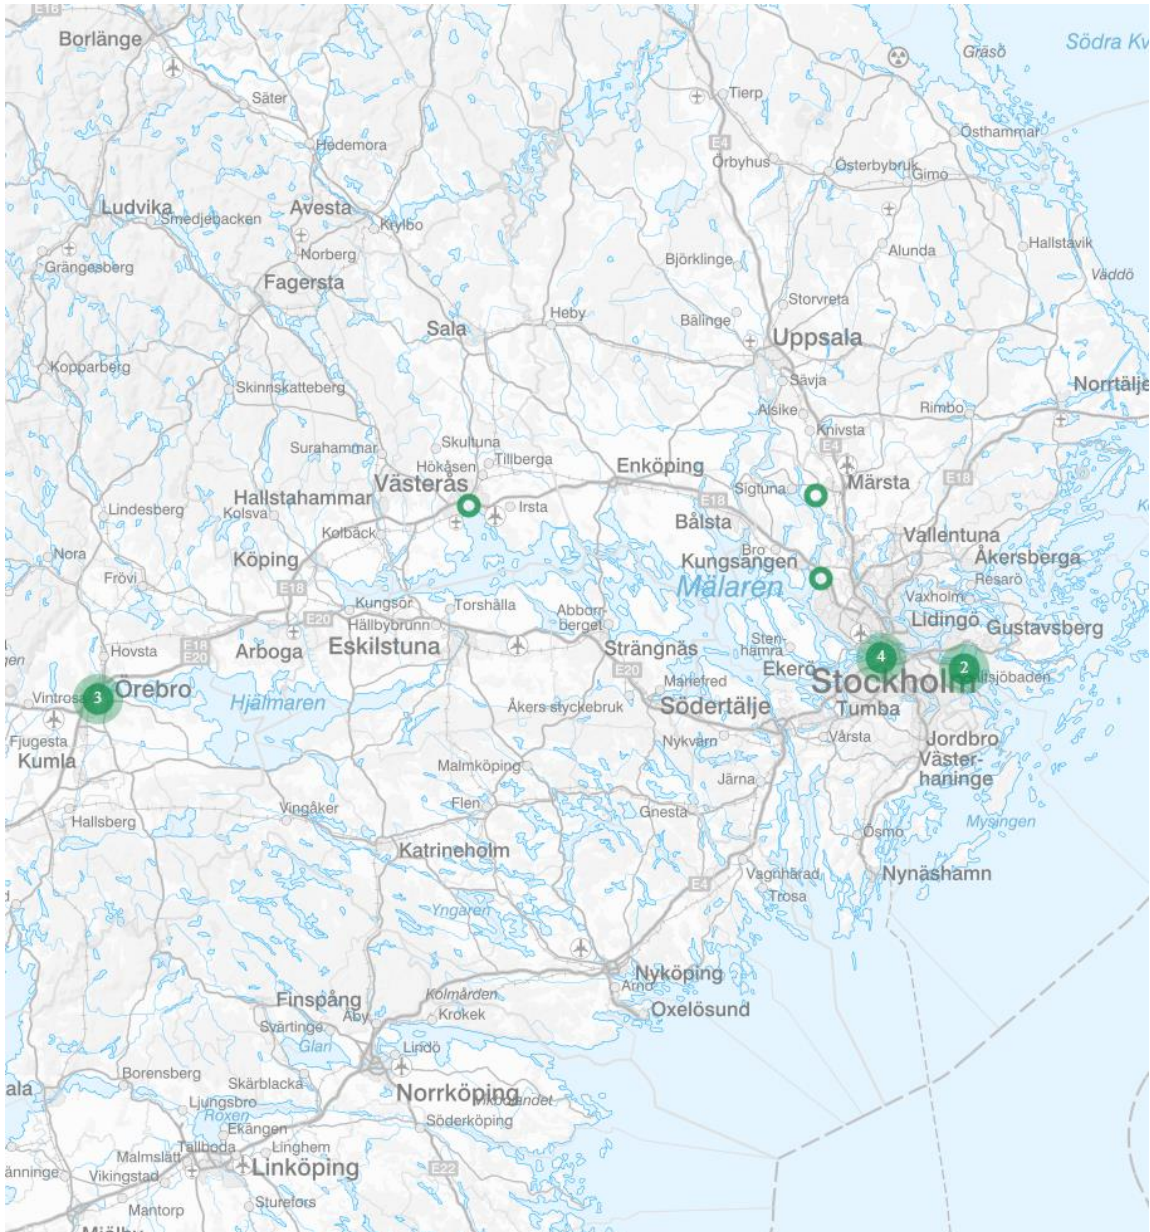 E16
Borlänge
Gräsö
Södra Kv
Säter
Tierp
Hedemora
E4
Östhammar
Örbyhus
Österbybruk
Gimo
Ludvika
Smedjebacken
Avesta
Krylbo
Norberg
Grängesberg
Björklinge
Alunda
Hallstavik
Väddö
Fagersta
Storvreta
Heby
Bälinge
Sala
Uppsala
Kopparberg
Skinnskatteberg
Sävja
Norrtälje
Alsike
Rimbo
Knivsta
E4
Surahammar
Skultuna
Hökåsen
Tillberga
Enköping
Västerås
Sigtuna
Märsta
E18
E18
Hallstahammar
Irsta
Lindesberg
Kolsva
Bålsta
Kolbäck
Vallentuna
Nora
Köping
Bro
Kungsängen
Åkersberga
Frövi
Resarö
Mälaren
Vaxholm
E18
Kungsör
Torshälla
Abborr-
berget
Lidingö
E20
Hällbybrunn
Gustavsberg
E18
E20
Arboga
Eskilstuna
Strängnäs
Sten-
hamra
Hovsta
Ekerö
4
2
E20
Stockholm
ltsjöbaden
Mariefred
3
Örebro
Vintrosa
Hjälmaren
Åkers styckebruk
Södertälje
Tumba
Fjugesta
Nykvarn
Vårsta
Jordbro
Kumla
Väster-
haninge
Malmköping
Järna
Vingåker
Flen
Gnesta
Hallsberg
Mysingen
Ösmo
Katrineholm
Vagnhärad
Nynäshamn
E4
Trosa
Yngaren
Nyköping
Arnö
Kolmården
Finspång
Oxelösund
Åby
Krokek
Svärtinge
Glan
Lindö
Borensberg
Skärblacka
ala
Norrköping
Vikbolandet
Ljungsbro
Roxen
Söderköping
Ekängen
Tallboda
Linghem
Malmslätt
Linköping
E22
änninge
Vikingstad
Sturefors
Mantorp
Mjölby